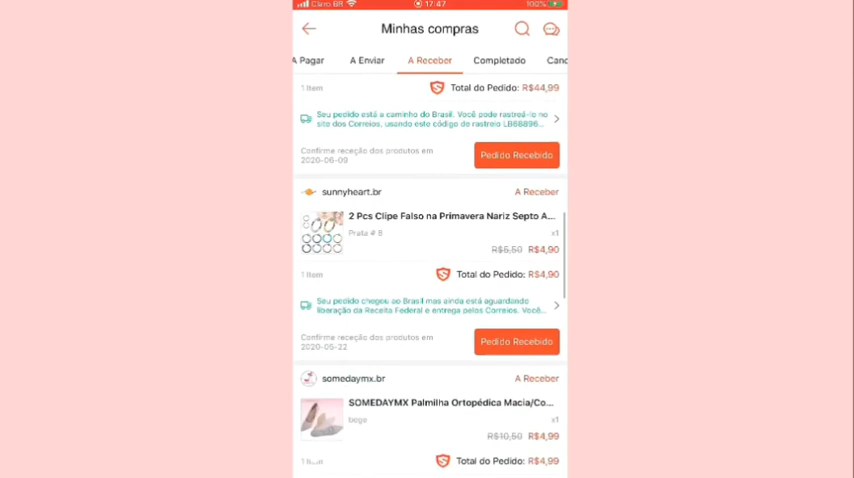 Claro BR 17:47 100%
Minhas compras
A Pagar A Enviar A Receber Completado Canc
1 Item Total do Pedido: R$44,99
Seu pedido está a caminho do Brasil. Você pode rastreá-lo no
site dos Correios, usando este código de rastreio LB68896...
Confirme receção dos produtos em
2020-06-09
Pedido Recebido
sunnyheart.br A Receber
2 Pcs Clipe Falso na Primavera Nariz Septo A...
Prata # 8 x1
R$5,50 R$4,90
1 Item Total do Pedido: R$4,90
Seu pedido chegou ao Brasil mas ainda está aguardando
liberação da Receita Federal e entrega pelos Correios. Você...
Confirme receção dos produtos em
2020-05-22
Pedido Recebido
somedaymx.br A Receber
SOMEDAYMX Palmilha Ortopédica Macia/Co...
bege x1
R$10,50 R$4,99
Total do Pedido: R$4,99